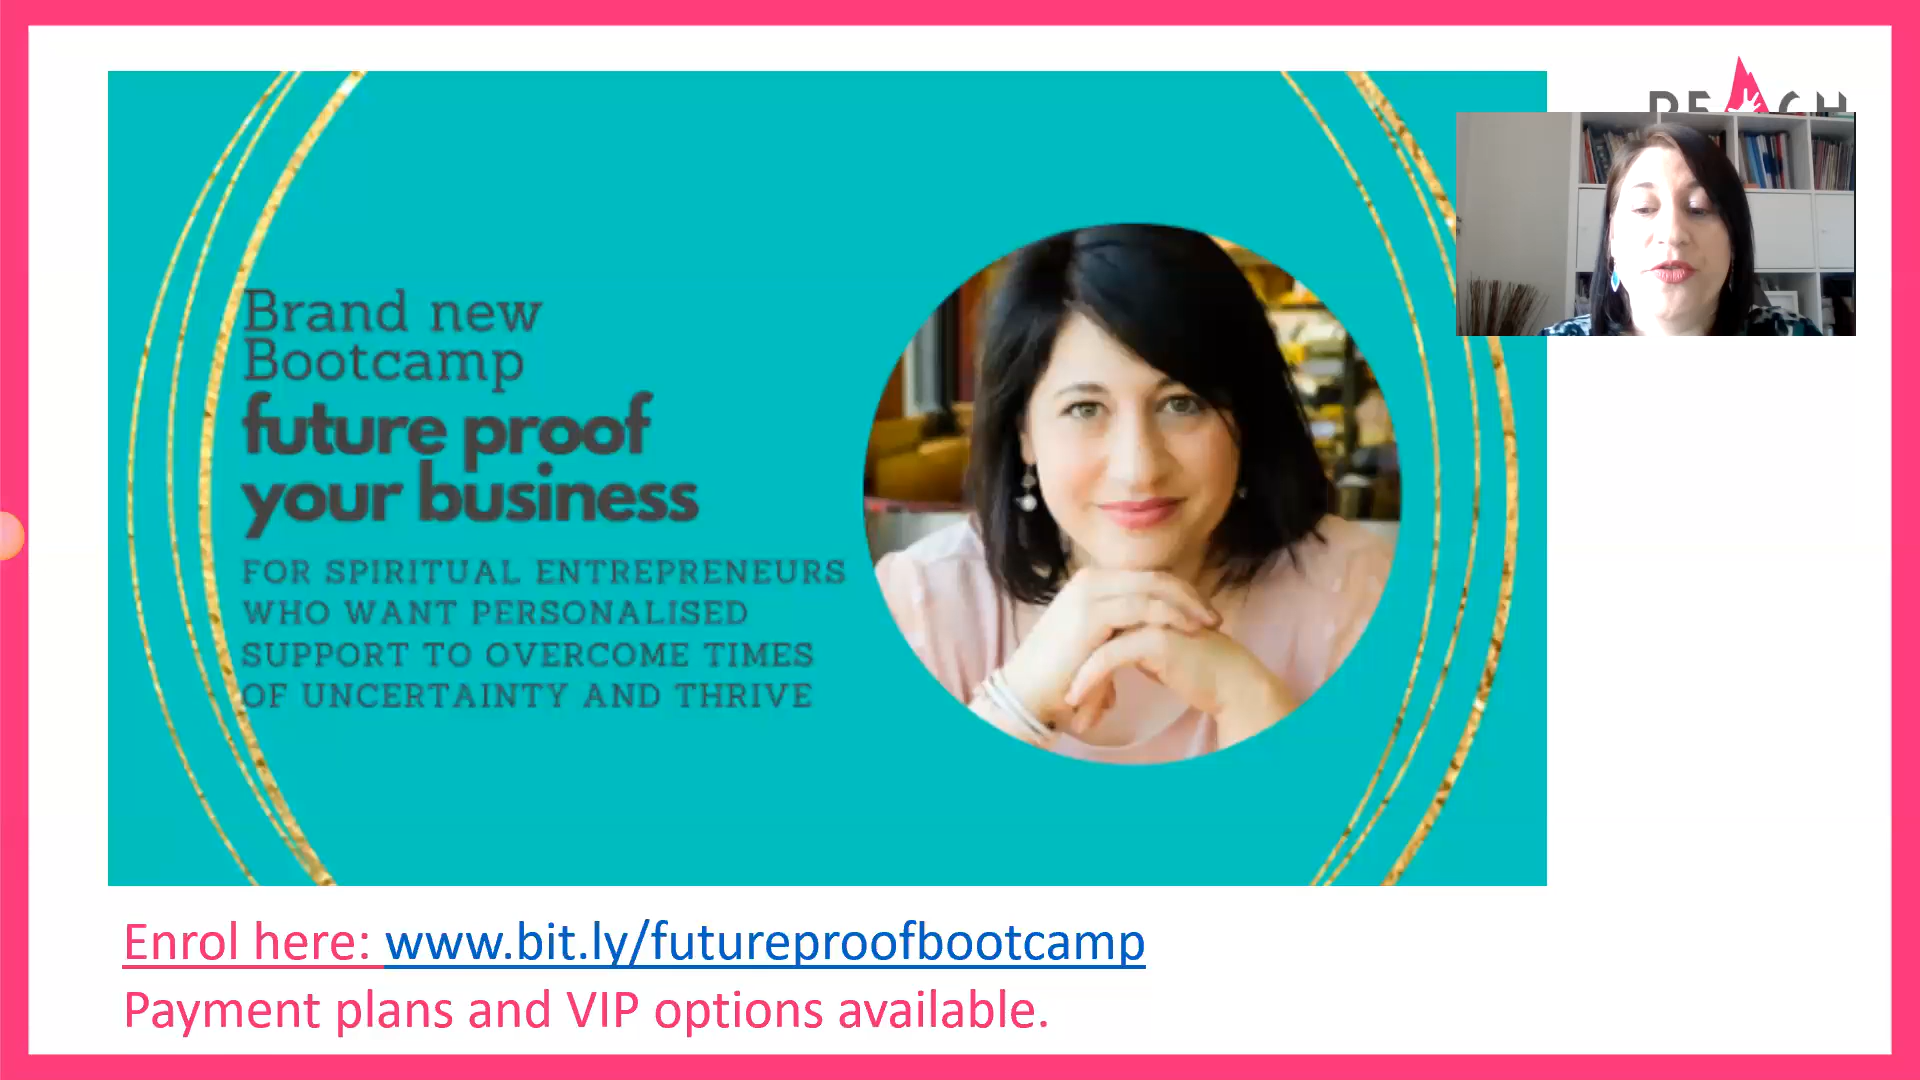 REACH
Brand new
Bootcamp
future proof
your business
FOR SPIRITUAL ENTREPRENEURS
WHO WANT PERSONALISED
SUPPORT TO OVERCOME TIMES
OF UNCERTAINTY AND THRIVE
Enrol here: www.bit.ly/futureproofbootcamp
Payment plans and VIP options available.